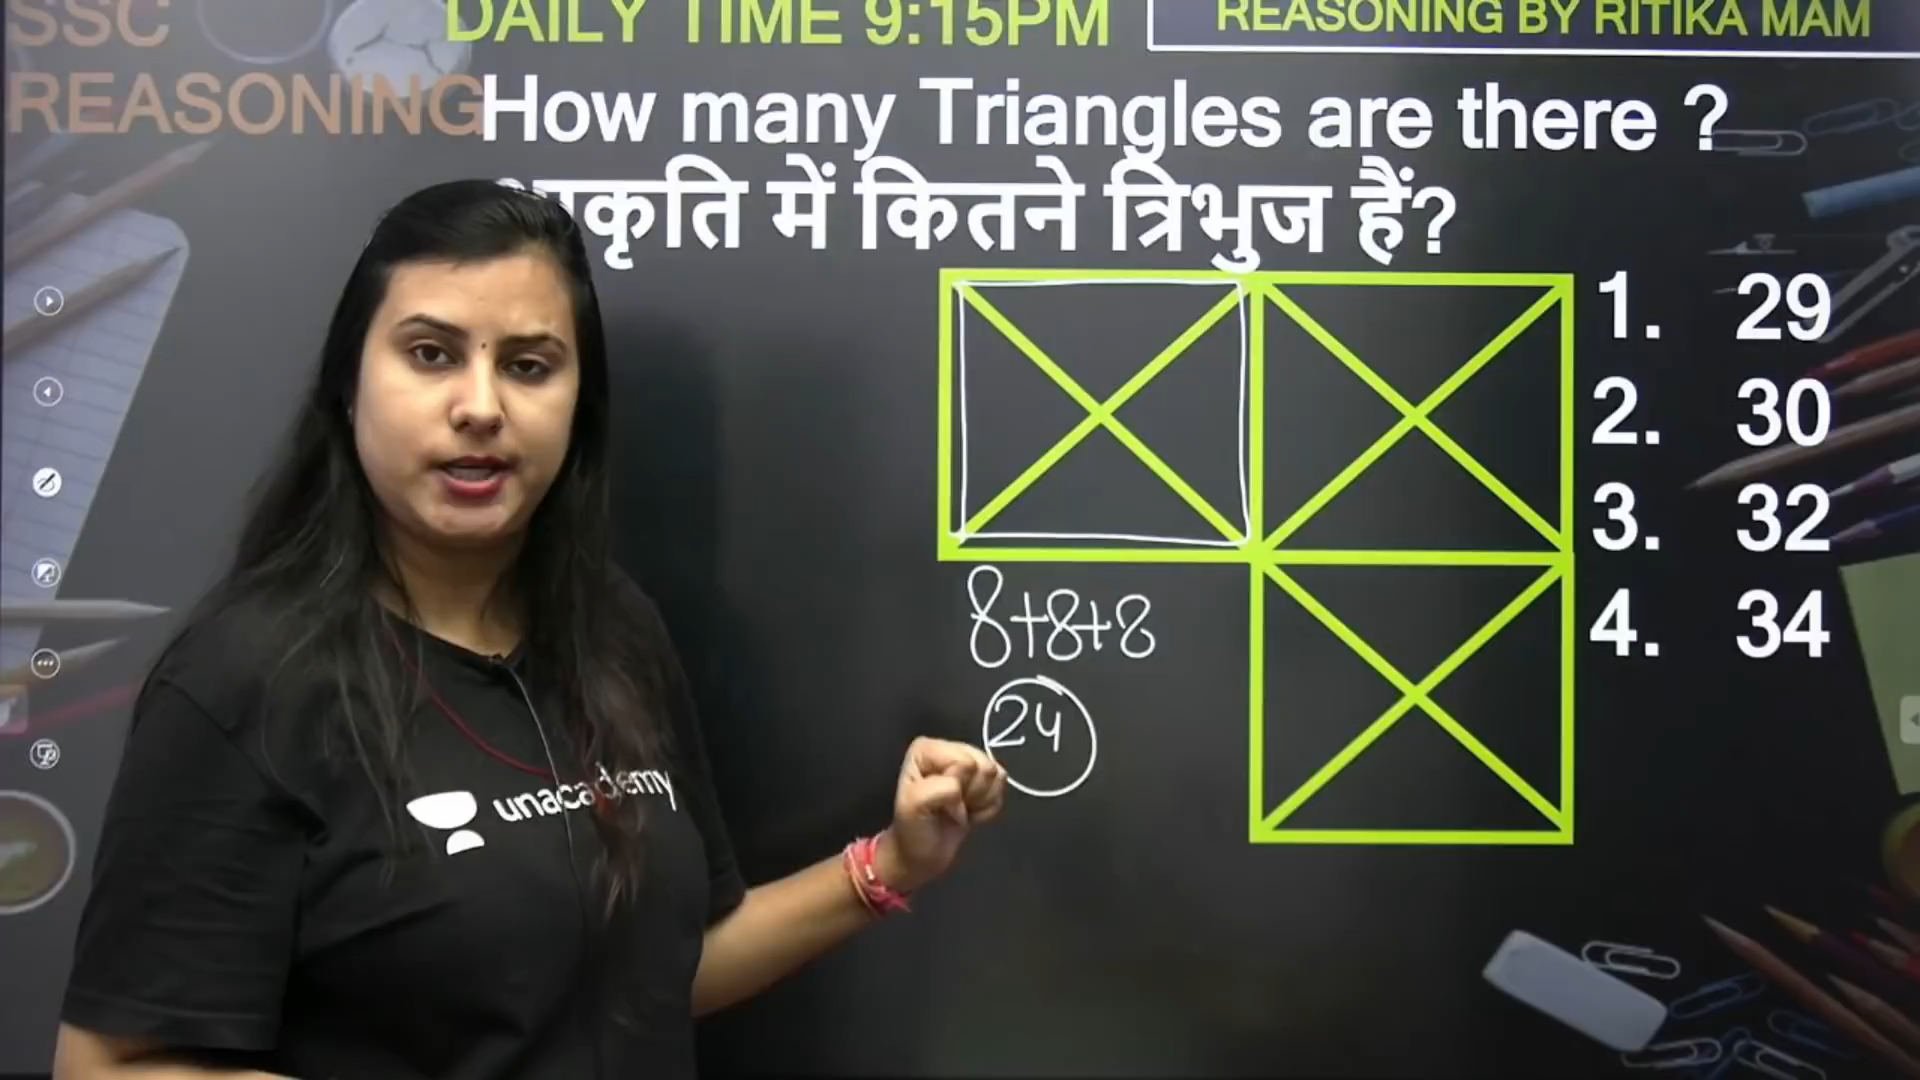 SSC
REASONING
DAILY TIME 9:15PM
REASONING BY RITIKA MAM
How many Triangles are there ?
में कितने त्रिभुज हैं?
1. 29
2. 30
3. 32
4. 34
8+8+8
24
unacademy